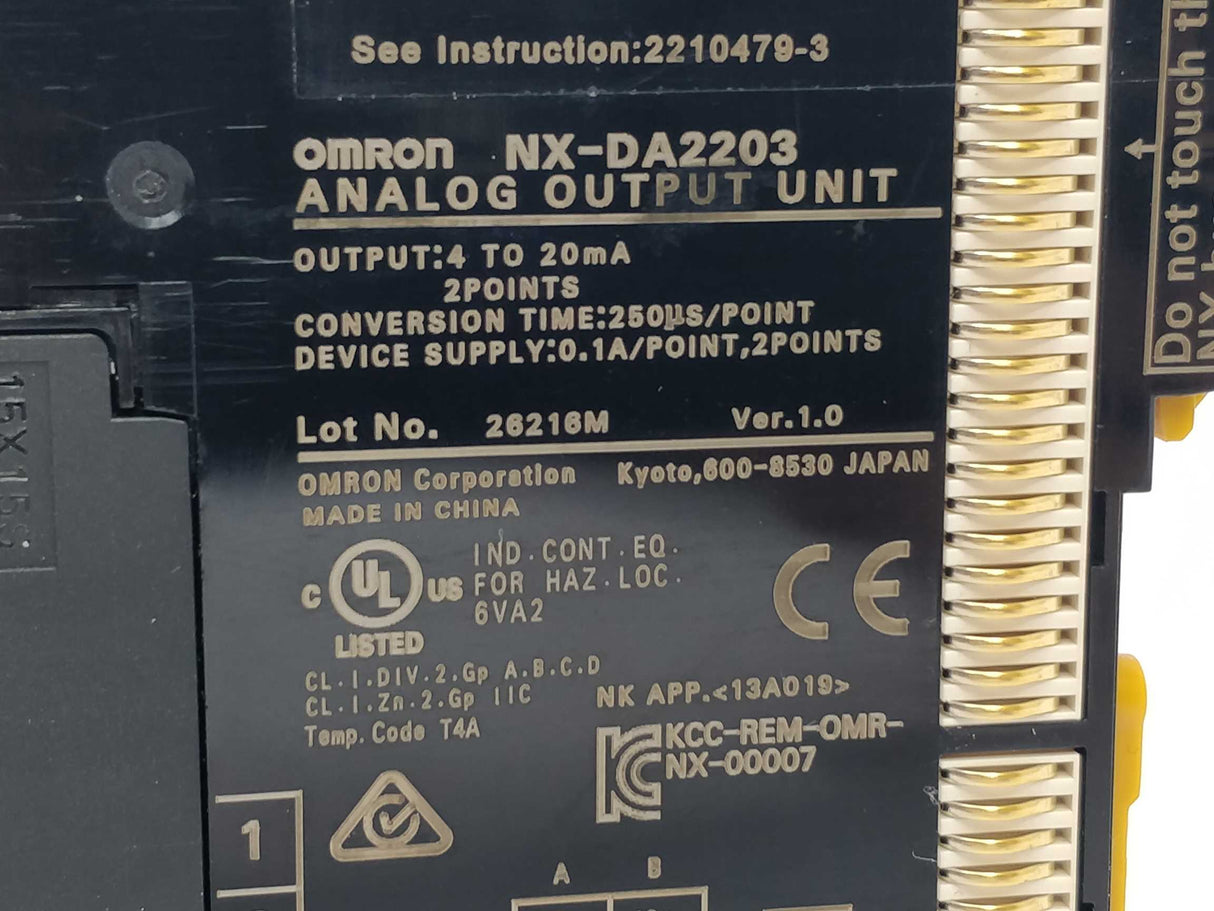 See Instruction:2210479-3
OMRON NX-DA2203
ANALOG OUTPUT UNIT
OUTPUT:4 TO 20mA
2POINTS
CONVERSION TIME:250μS/POINT
DEVICE SUPPLY:0.1A/POINT,2POINTS
Lot No. 26216M Ver.1.0
OMRON Corporation Kyoto,600-8530 JAPAN
MADE IN CHINA
C UL US
LISTED
IND.CONT.EQ.
FOR HAZ.LOC.
6VA2
CE
CL.I.DIV.2.Gp A.B.C.D
CL.I.Zn.2.Gp IIC
Temp.Code T4A
NK APP.<13A019>
KCC-REM-OMR-
NX-00007
1
A B
Do not touch th
NX b